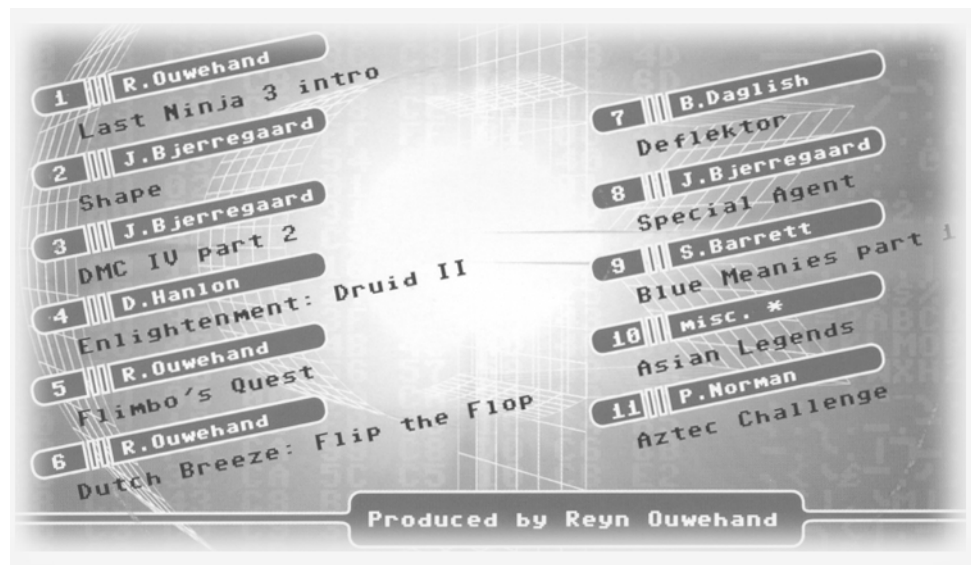 1 R.Ouwehand
Last Ninja 3 intro
2 J.Bjerregaard
Shape
3 J.Bjerregaard
DMC IV part 2
4 D.Hanlon
Enlightenment: Druid II
5 R.Ouwehand
Flimbo's Quest
6 R.Ouwehand
Dutch Breeze: Flip the Flop
7 B.Daglish
Deflektor
8 J.Bjerregaard
Special Agent
9 S.Barrett
Blue Meanies part 1
10 misc. *
Asian Legends
11 P.Norman
Aztec Challenge
Produced by Reyn Ouwehand